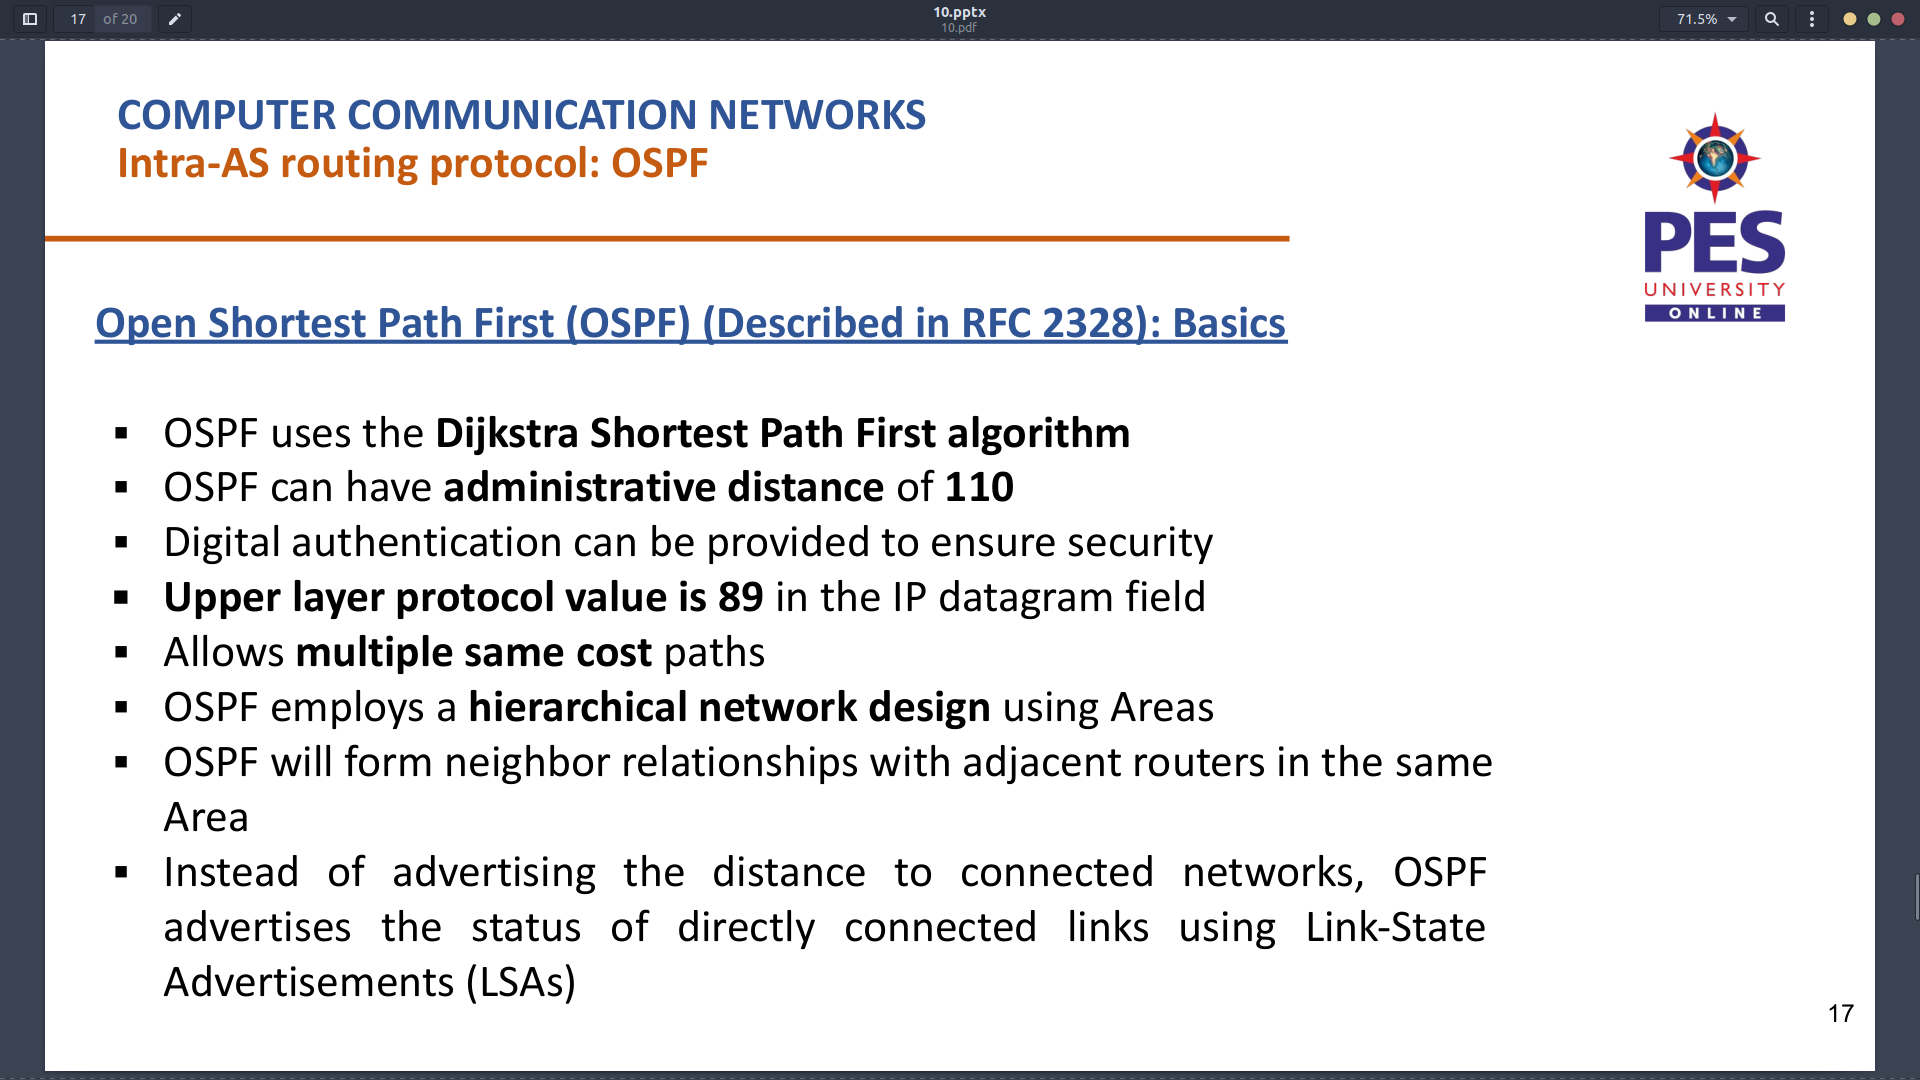 17 of 20
10.pptx
10.pdf
71.5%
COMPUTER COMMUNICATION NETWORKS
Intra-AS routing protocol: OSPF
PES
UNIVERSITY
ONLINE
Open Shortest Path First (OSPF) (Described in RFC 2328): Basics
▪ OSPF uses the Dijkstra Shortest Path First algorithm
▪ OSPF can have administrative distance of 110
▪ Digital authentication can be provided to ensure security
▪ Upper layer protocol value is 89 in the IP datagram field
▪ Allows multiple same cost paths
▪ OSPF employs a hierarchical network design using Areas
▪ OSPF will form neighbor relationships with adjacent routers in the same
Area
▪ Instead of advertising the distance to connected networks, OSPF
advertises the status of directly connected links using Link-State
Advertisements (LSAs)
17